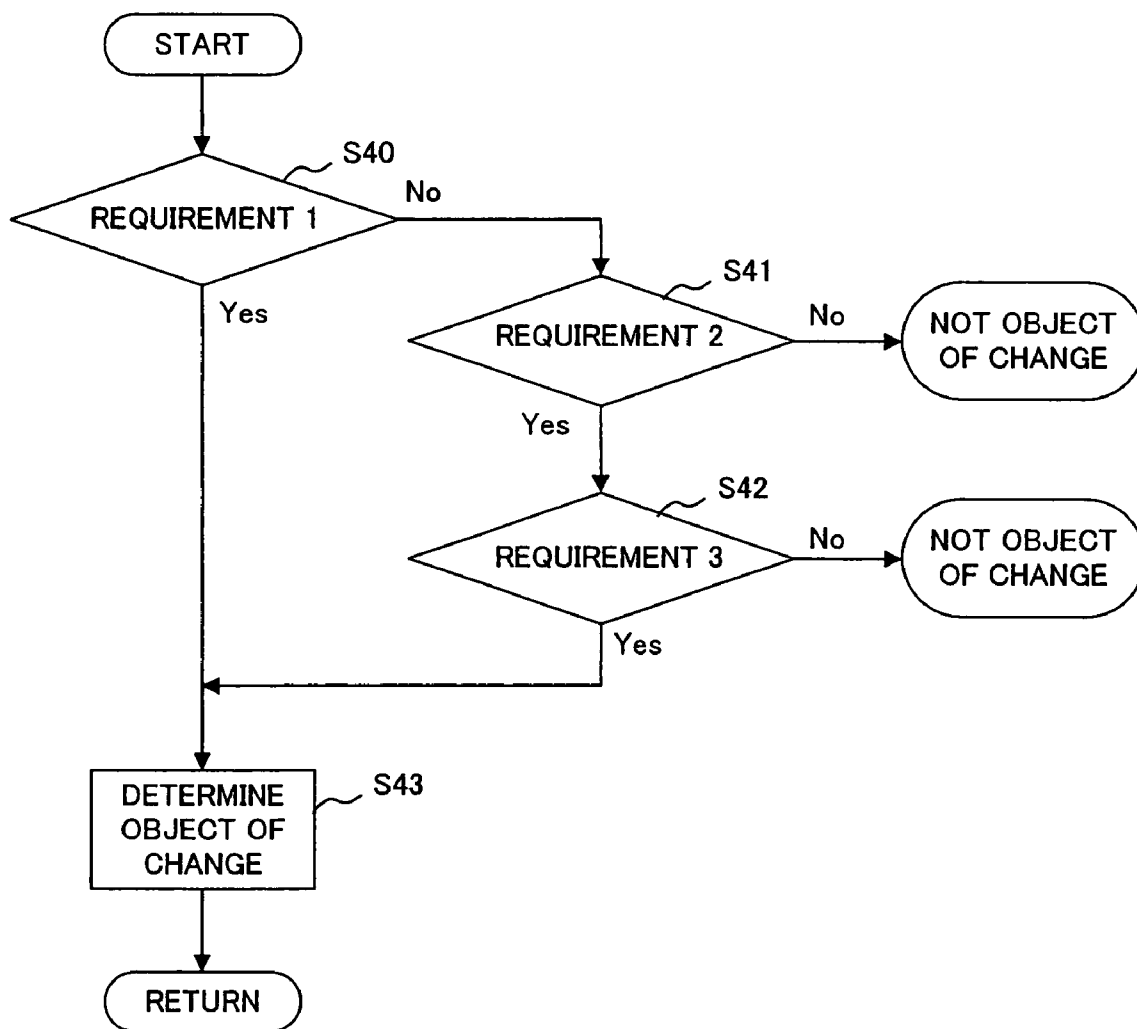 START
S40
REQUIREMENT 1
No
Yes
S41
REQUIREMENT 2
No
NOT OBJECT
OF CHANGE
Yes
S42
REQUIREMENT 3
No
NOT OBJECT
OF CHANGE
Yes
S43
DETERMINE
OBJECT OF
CHANGE
RETURN